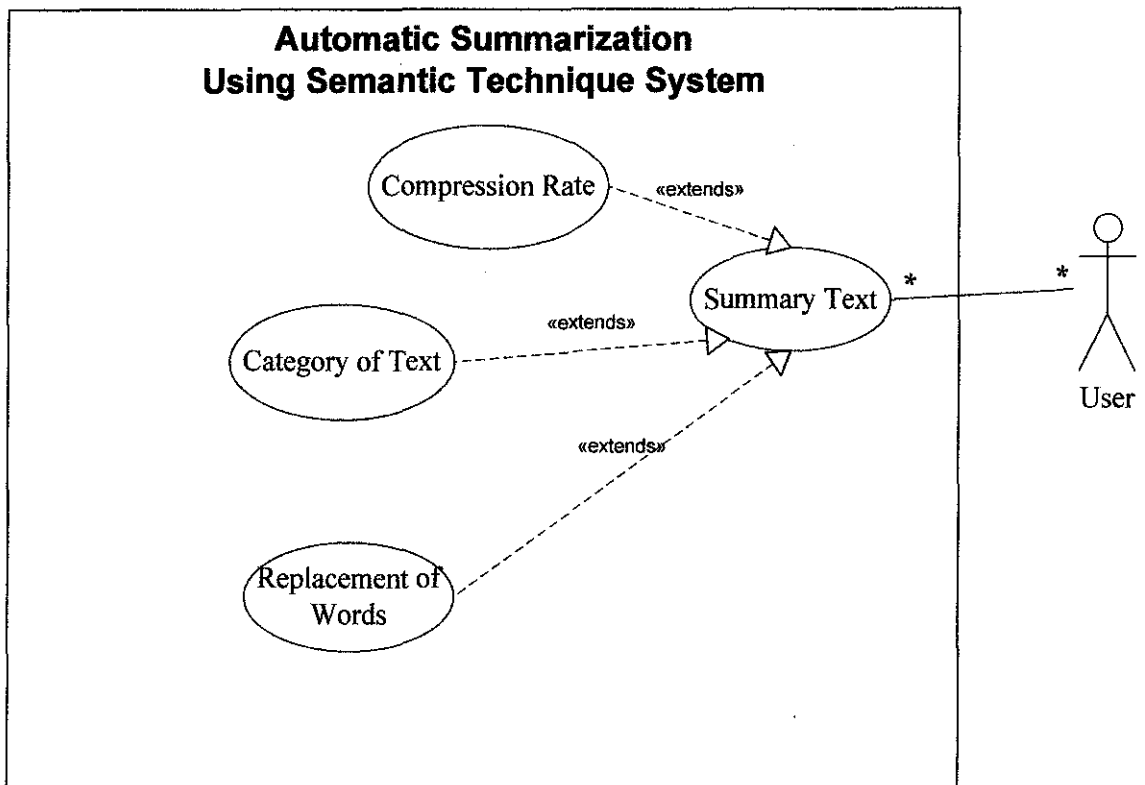 Automatic Summarization
Using Semantic Technique System
Compression Rate
«extends»
Summary Text
*
*
«extends»
Category of Text
User
«extends»
Replacement of
Words